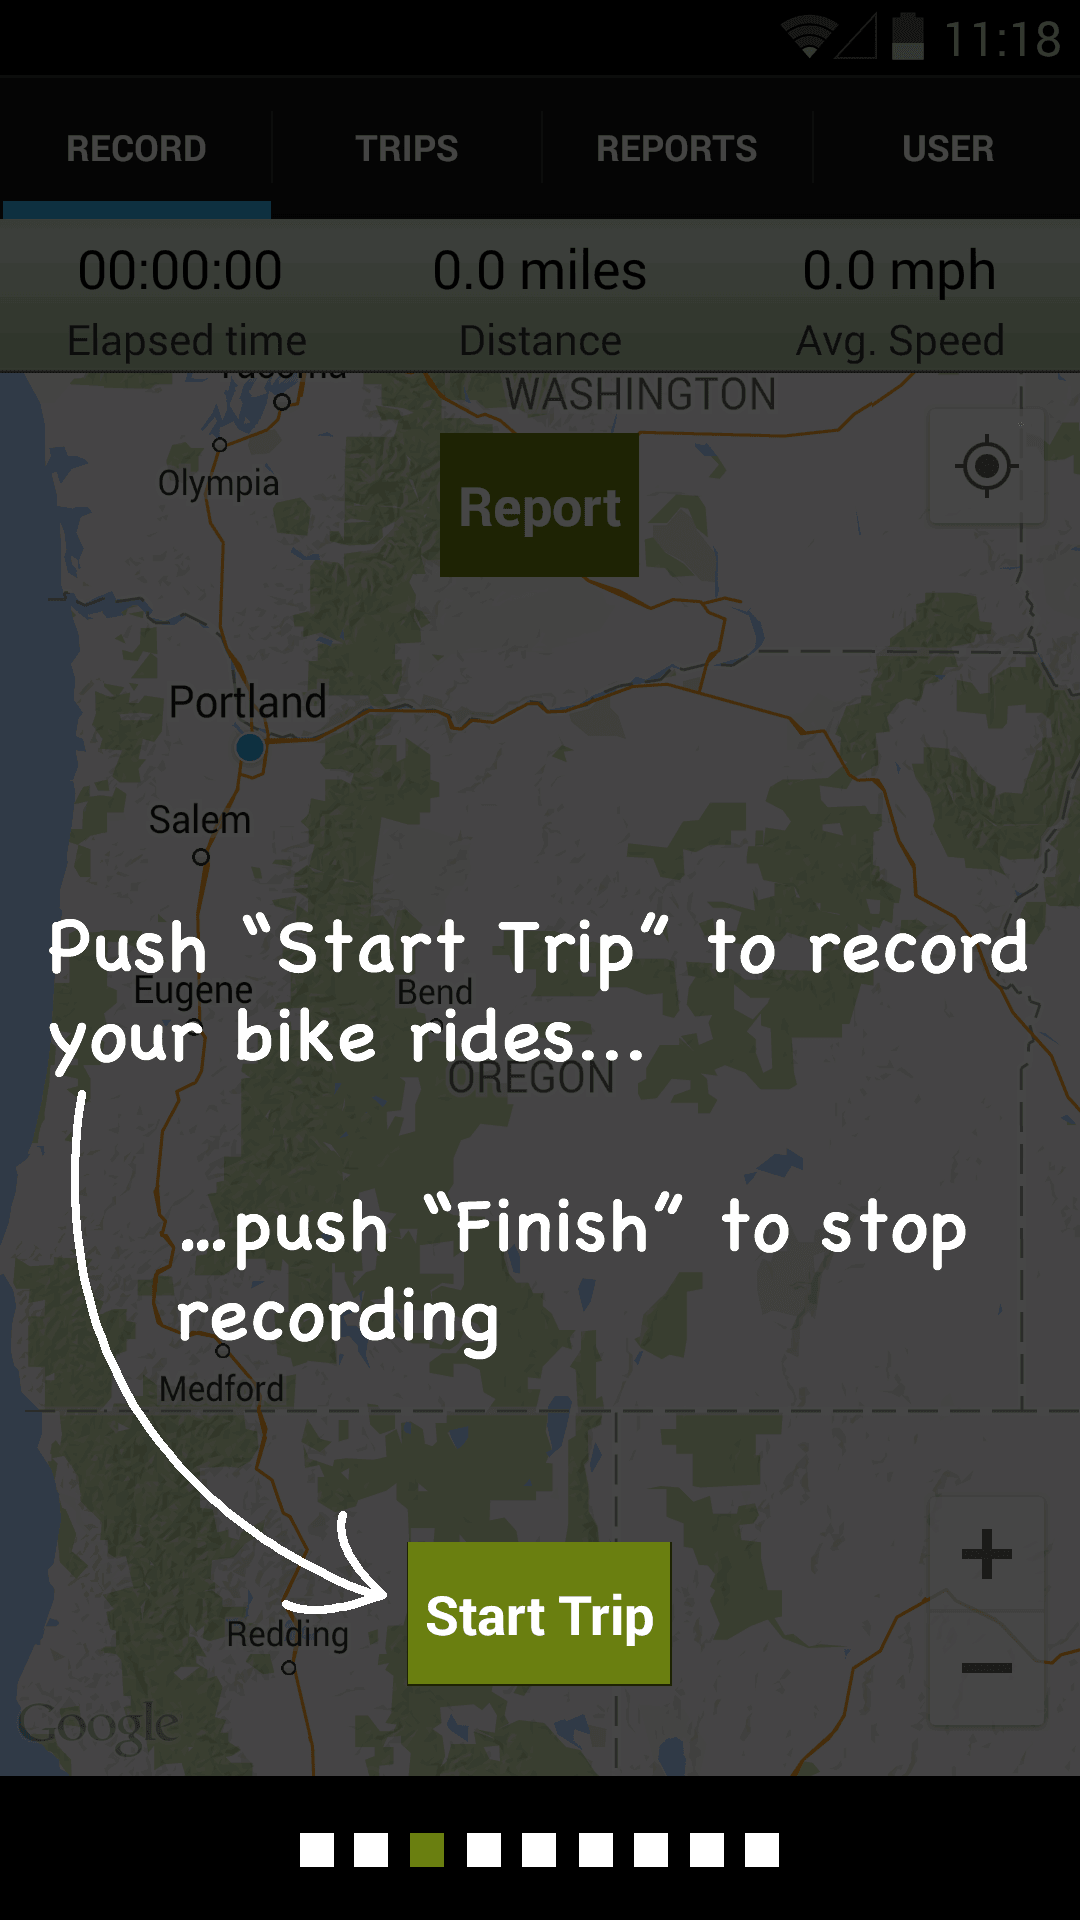 11:18
RECORD TRIPS REPORTS USER
00:00:00 0.0 miles 0.0 mph
Elapsed time Distance Avg. Speed
Tacoma
WASHINGTON
Olympia
Report
Portland
Salem
Push “Start Trip” to record
Eugene Bend
your bike rides...
OREGON
...push “Finish” to stop
recording
Medford
Start Trip
Redding
Google